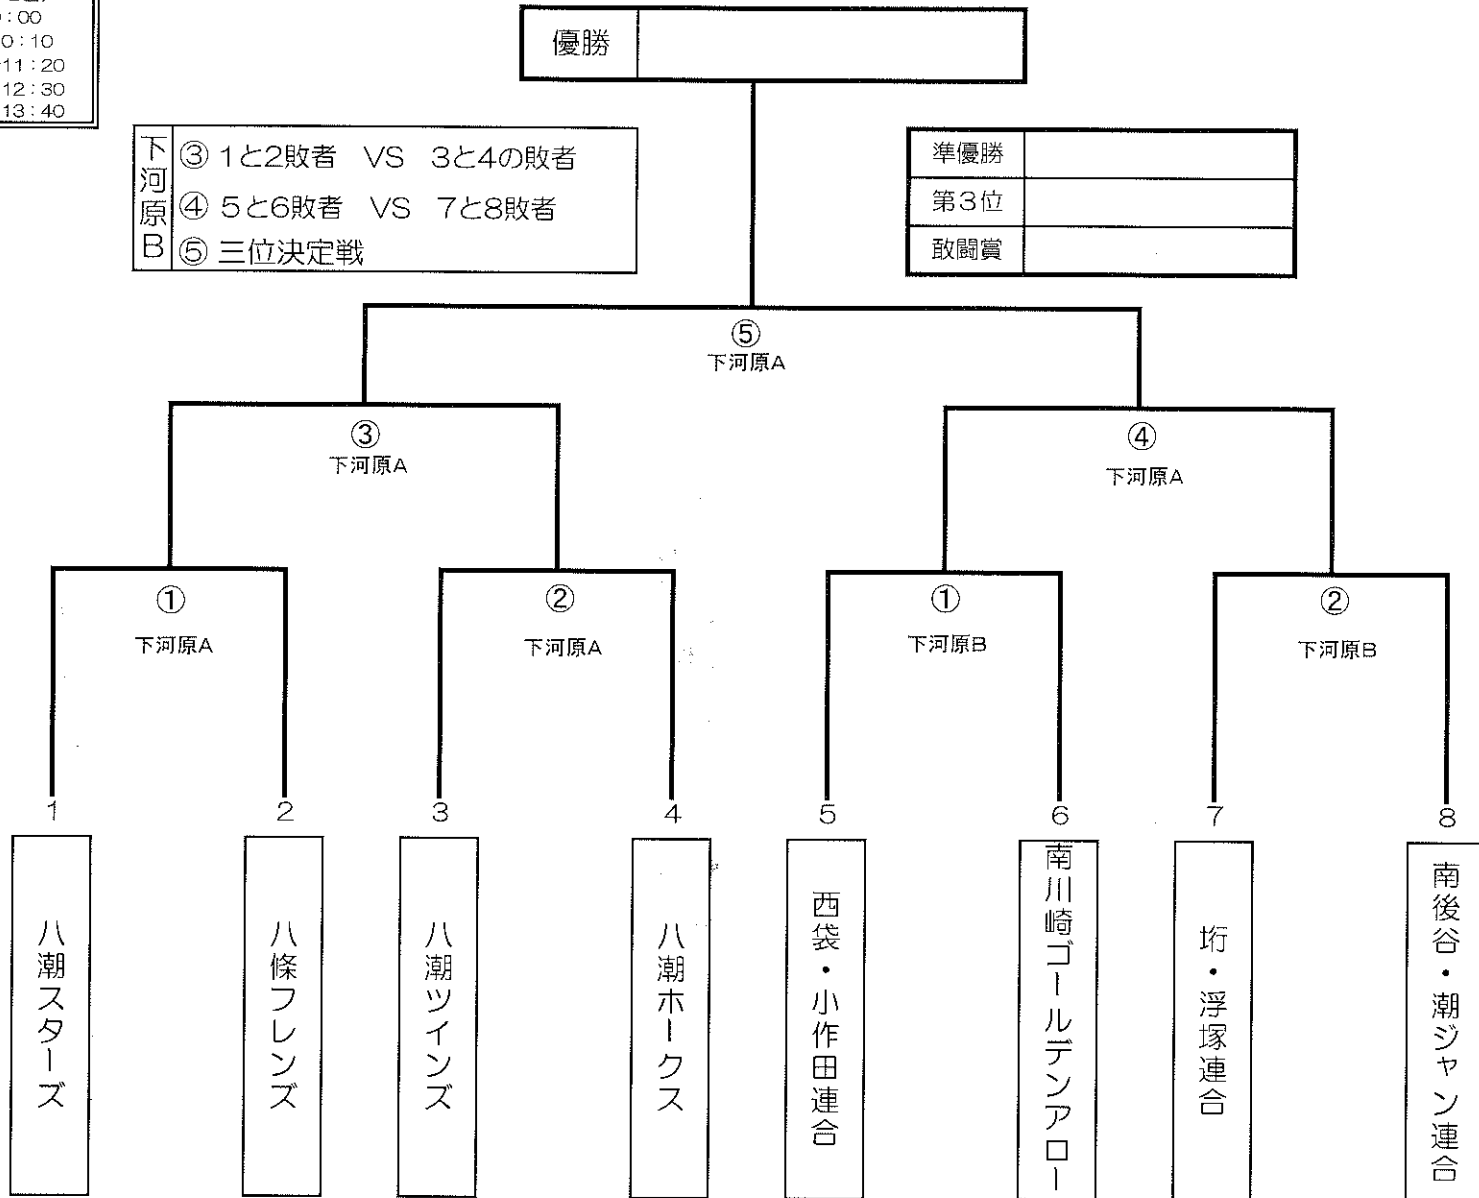 :00
0:10
11:20
12:30
13:40
優勝
下河原B
③ 1と2敗者 VS 3と4の敗者
④ 5と6敗者 VS 7と8敗者
⑤ 三位決定戦
準優勝
第3位
敢闘賞
⑤
下河原A
③
下河原A
④
下河原A
①
下河原A
②
下河原A
①
下河原B
②
下河原B
1
2
3
4
5
6
7
8
八潮スターズ
八條フレンズ
八潮ツインズ
八潮ホークス
西袋・小作田連合
南川崎ゴールデンアロー
垳・浮塚連合
南後谷・潮ジャン連合